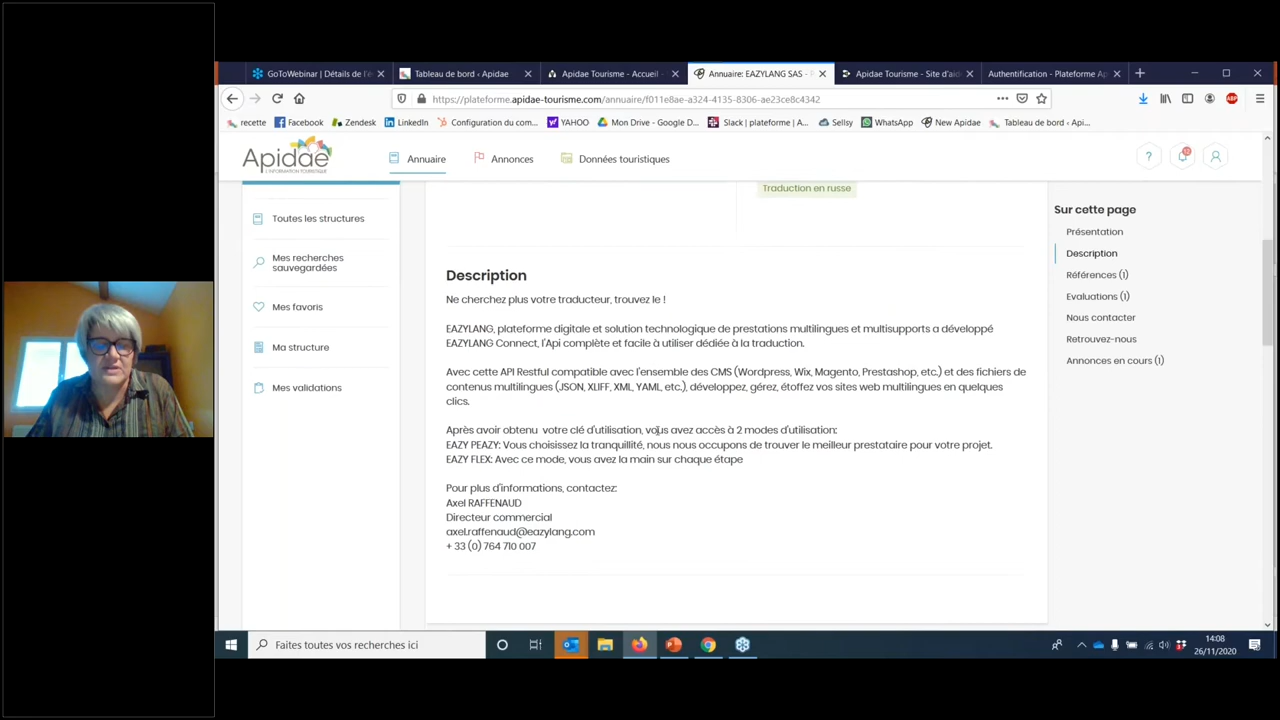 GoToWebinar | Détails de l'é
Tableau de bord ‹ Apidae
Apidae Tourisme - Accueil
Annuaire: EAZYLANG SAS - P
Apidae Tourisme - Site d'aid
Authentification - Plateforme Ap
https://plateforme.apidae-tourisme.com/annuaire/f011e8ae-a324-4135-8306-ae23ce8c4342
recette
Facebook
Zendesk
LinkedIn
Configuration du com...
YAHOO
Mon Drive - Google D...
Slack | plateforme | A...
Sellsy
WhatsApp
New Apidae
Tableau de bord ‹ Api...
Apidae
L'INFORMATION TOURISTIQUE
Annuaire
Annonces
Données touristiques
?
12
Toutes les structures
Mes recherches
sauvegardées
Mes favoris
Ma structure
Mes validations
Traduction en russe
Description
Ne cherchez plus votre traducteur, trouvez le !
EAZYLANG, plateforme digitale et solution technologique de prestations multilingues et multisupports a développé
EAZYLANG Connect, l'Api complète et facile à utiliser dédiée à la traduction.
Avec cette API Restful compatible avec l'ensemble des CMS (Wordpress, Wix, Magento, Prestashop, etc.) et des fichiers de
contenus multilingues (JSON, XLIFF, XML, YAML, etc.), développez, gérez, étoffez vos sites web multilingues en quelques
clics.
Après avoir obtenu votre clé d'utilisation, vous avez accès à 2 modes d'utilisation:
EAZY PEAZY: Vous choisissez la tranquillité, nous nous occupons de trouver le meilleur prestataire pour votre projet.
EAZY FLEX: Avec ce mode, vous avez la main sur chaque étape
Pour plus d'informations, contactez:
Axel RAFFENAUD
Directeur commercial
axel.raffenaud@eazylang.com
+ 33 (0) 764 710 007
Sur cette page
Présentation
Description
Références (1)
Evaluations (1)
Nous contacter
Retrouvez-nous
Annonces en cours (1)
Faites toutes vos recherches ici
14:08
26/11/2020